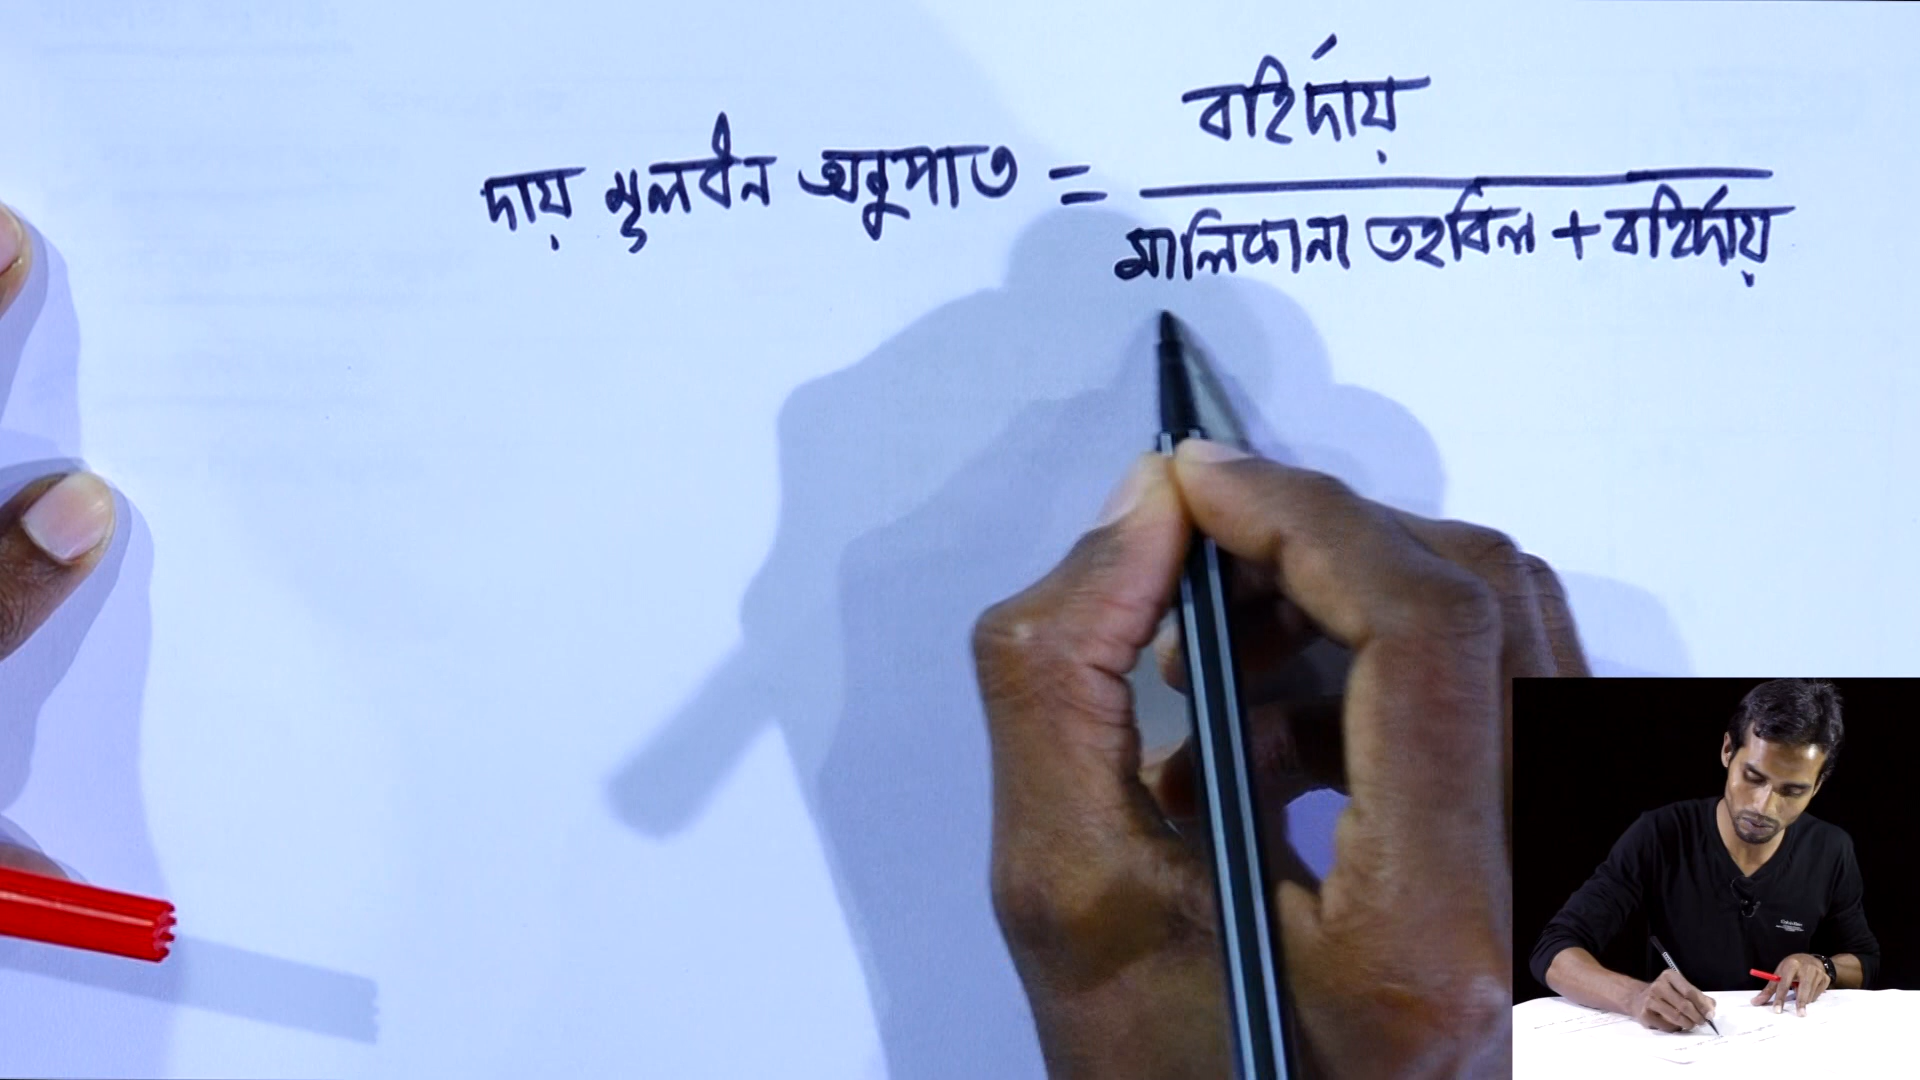 দায় মূলধন অনুপাত = বহির্দায়
মালিকানা তহবিল + বহির্দায়